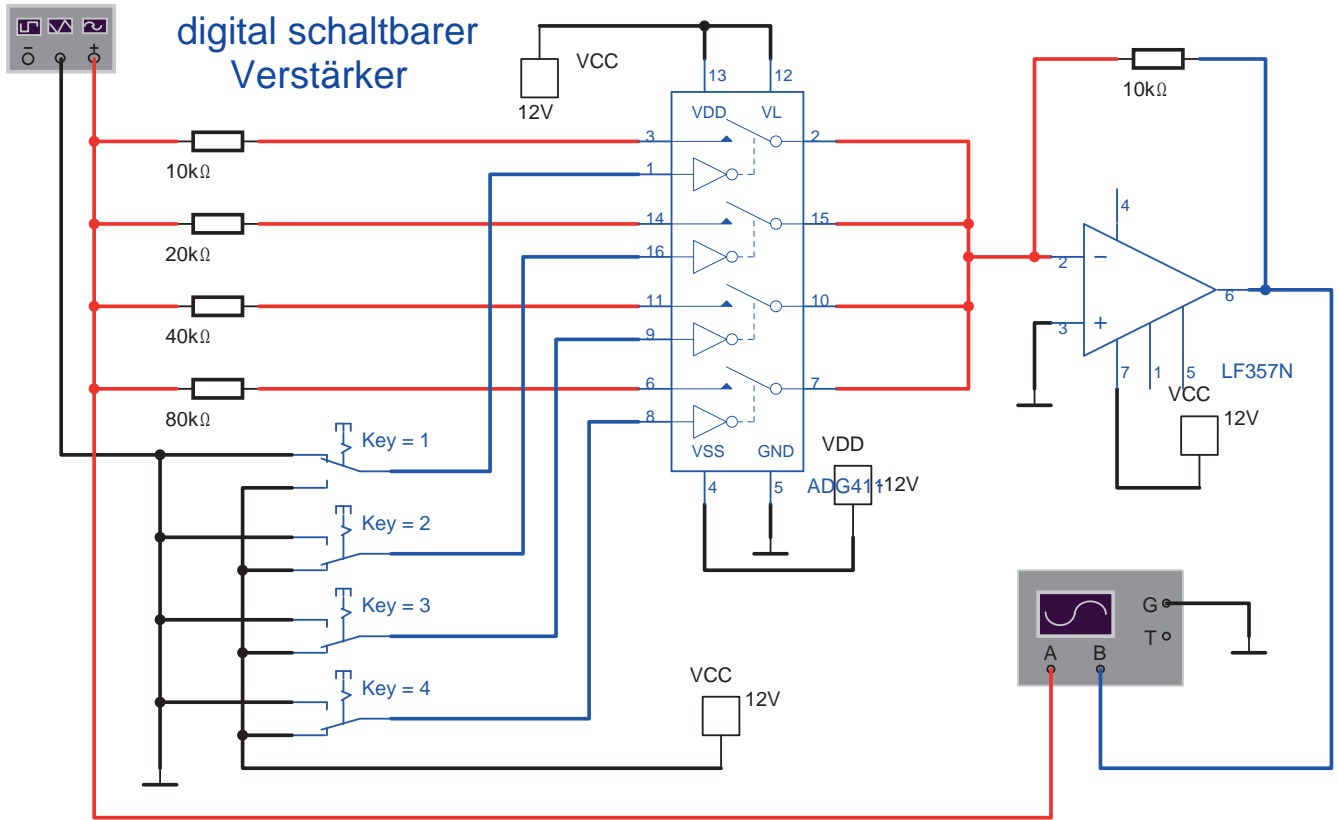 digital schaltbarer
Verstärker
− +
VCC
12V
13 12
VDD VL
10kΩ
3 2
10kΩ
1
14 15
20kΩ
16
4
2 −
11 10
40kΩ
9
6
3 +
6 7
80kΩ
8
7 1 5
LF357N
VCC
12V
Key = 1
VSS GND
VDD
4 5
ADG411
-12V
Key = 2
Key = 3
Key = 4
VCC
12V
G
T
A B